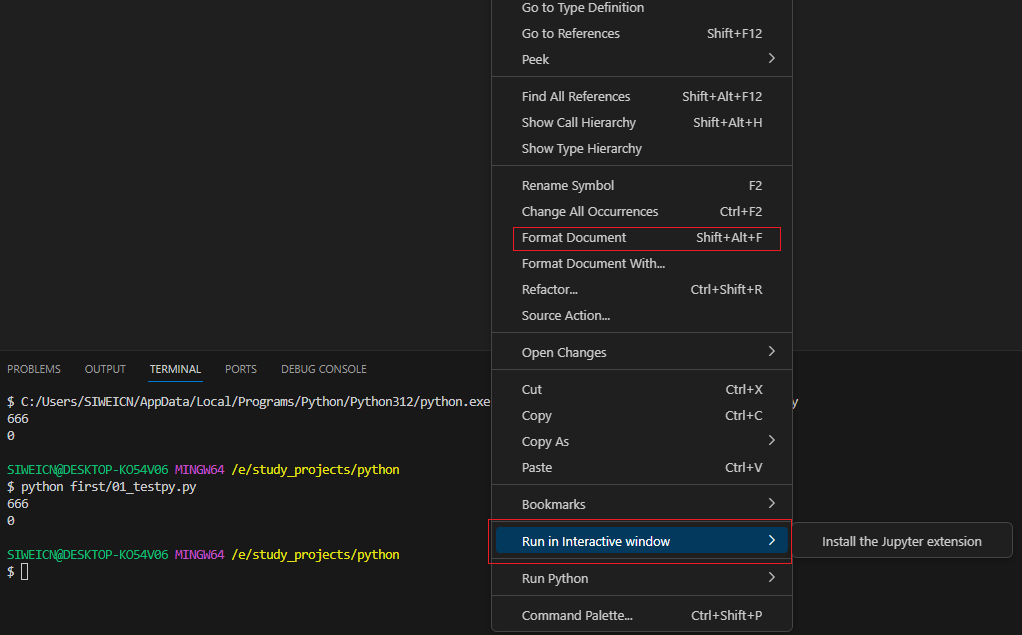 Go to Type Definition
Go to References Shift+F12
Peek
Find All References Shift+Alt+F12
Show Call Hierarchy Shift+Alt+H
Show Type Hierarchy
Rename Symbol F2
Change All Occurrences Ctrl+F2
Format Document Shift+Alt+F
Format Document With...
Refactor... Ctrl+Shift+R
Source Action...
Open Changes
Cut Ctrl+X
Copy Ctrl+C
Copy As
Paste Ctrl+V
Bookmarks
Run in Interactive window
Install the Jupyter extension
Run Python
Command Palette... Ctrl+Shift+P
PROBLEMS OUTPUT TERMINAL PORTS DEBUG CONSOLE
$ C:/Users/SIWEICN/AppData/Local/Programs/Python/Python312/python.exe y
666
0
SIWEICN@DESKTOP-KO54V06 MINGW64 /e/study_projects/python
$ python first/01_testpy.py
666
0
SIWEICN@DESKTOP-KO54V06 MINGW64 /e/study_projects/python
$